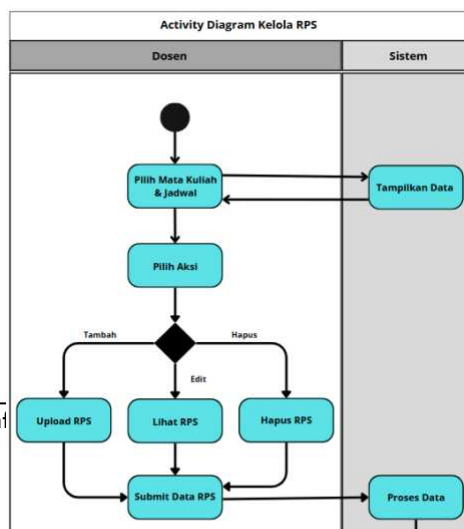 Activity Diagram Kelola RPS
Dosen
Sistem
Pilih Mata Kuliah
& Jadwal
Tampilkan Data
Pilih Aksi
Tambah
Hapus
Edit
Upload RPS
Lihat RPS
Hapus RPS
Submit Data RPS
Proses Data